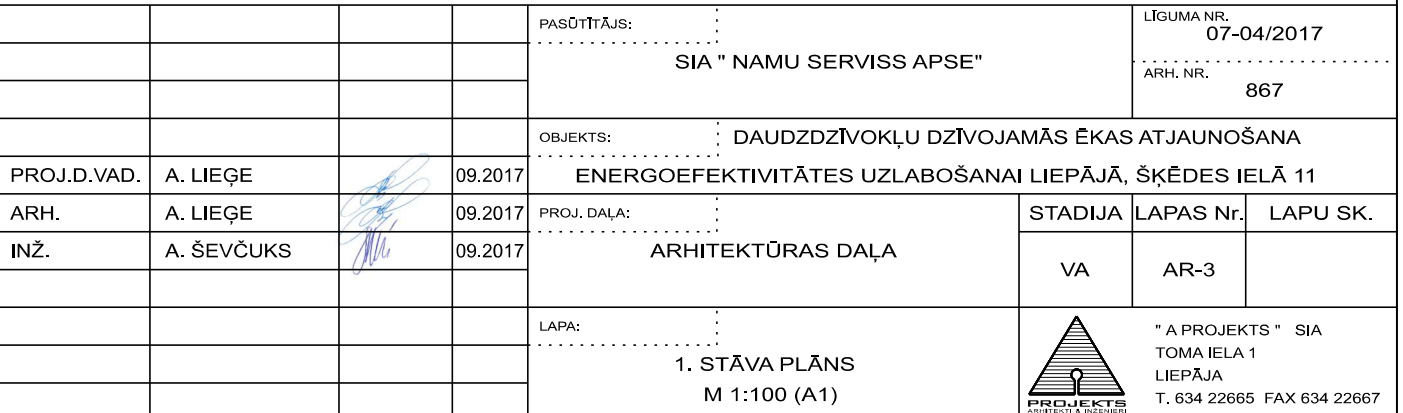 PASŪTĪTĀJS:
SIA " NAMU SERVISS APSE"
LĪGUMA NR.
07-04/2017
ARH. NR.
867
OBJEKTS: DAUDZDZĪVOKĻU DZĪVOJAMĀS ĒKAS ATJAUNOŠANA
ENERGOEFEKTIVITĀTES UZLABOŠANAI LIEPĀJĀ, ŠĶĒDES IELĀ 11
PROJ.D.VAD. A. LIEĢE 09.2017
ARH. A. LIEĢE 09.2017
INŽ. A. ŠEVČUKS 09.2017
PROJ. DAĻA:
ARHITEKTŪRAS DAĻA
STADIJA LAPAS Nr. LAPU SK.
VA AR-3
LAPA:
1. STĀVA PLĀNS
M 1:100 (A1)
PROJEKTS
ARHITEKTI & INŽENIERI
" A PROJEKTS " SIA
TOMA IELA 1
LIEPĀJA
T. 634 22665 FAX 634 22667